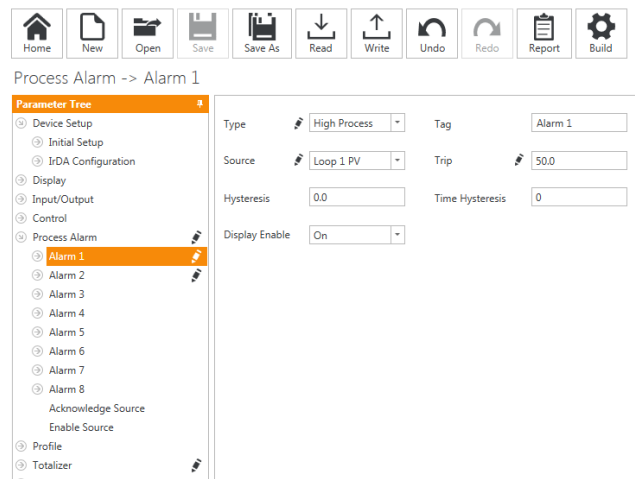 Home New Open Save Save As Read Write Undo Redo Report Build
Process Alarm -> Alarm 1
Parameter Tree
Device Setup
Initial Setup
IrDA Configuration
Display
Input/Output
Control
Process Alarm
Alarm 1
Alarm 2
Alarm 3
Alarm 4
Alarm 5
Alarm 6
Alarm 7
Alarm 8
Acknowledge Source
Enable Source
Profile
Totalizer
Type High Process Tag Alarm 1
Source Loop 1 PV Trip 50.0
Hysteresis 0.0 Time Hysteresis 0
Display Enable On